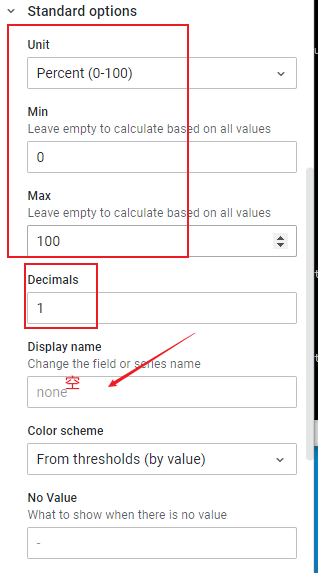 Standard options
Unit
Percent (0-100)
Min
Leave empty to calculate based on all values
0
Max
Leave empty to calculate based on all values
100
Decimals
1
Display name
Change the field or series name
none
空
Color scheme
From thresholds (by value)
No Value
What to show when there is no value
-